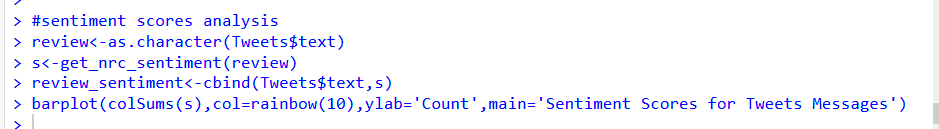 >
> #sentiment scores analysis
> review<-as.character(Tweets$text)
> s<-get_nrc_sentiment(review)
> review_sentiment<-cbind(Tweets$text,s)
> barplot(colSums(s),col=rainbow(10),ylab='Count',main='Sentiment Scores for Tweets Messages')
>